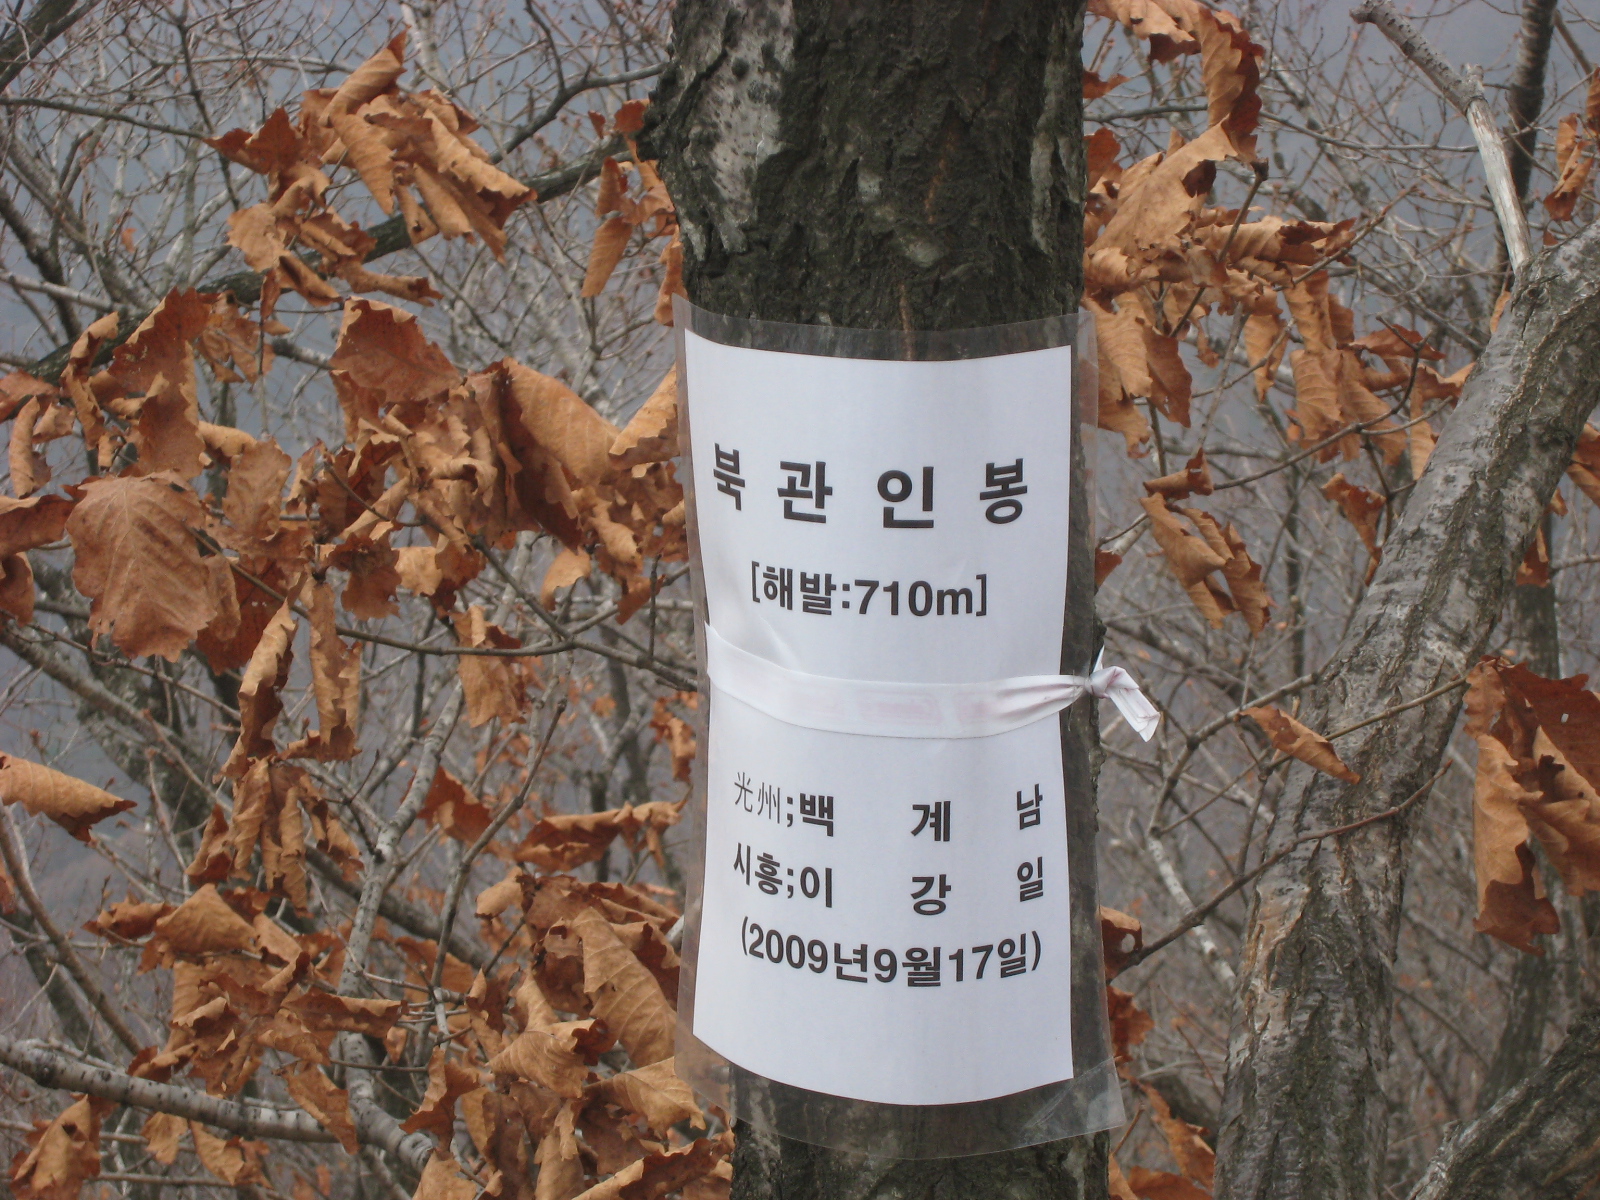 북 관 인 봉
[해발:710m]
光州;백 계 남
시흥;이 강 일
(2009년9월17일)